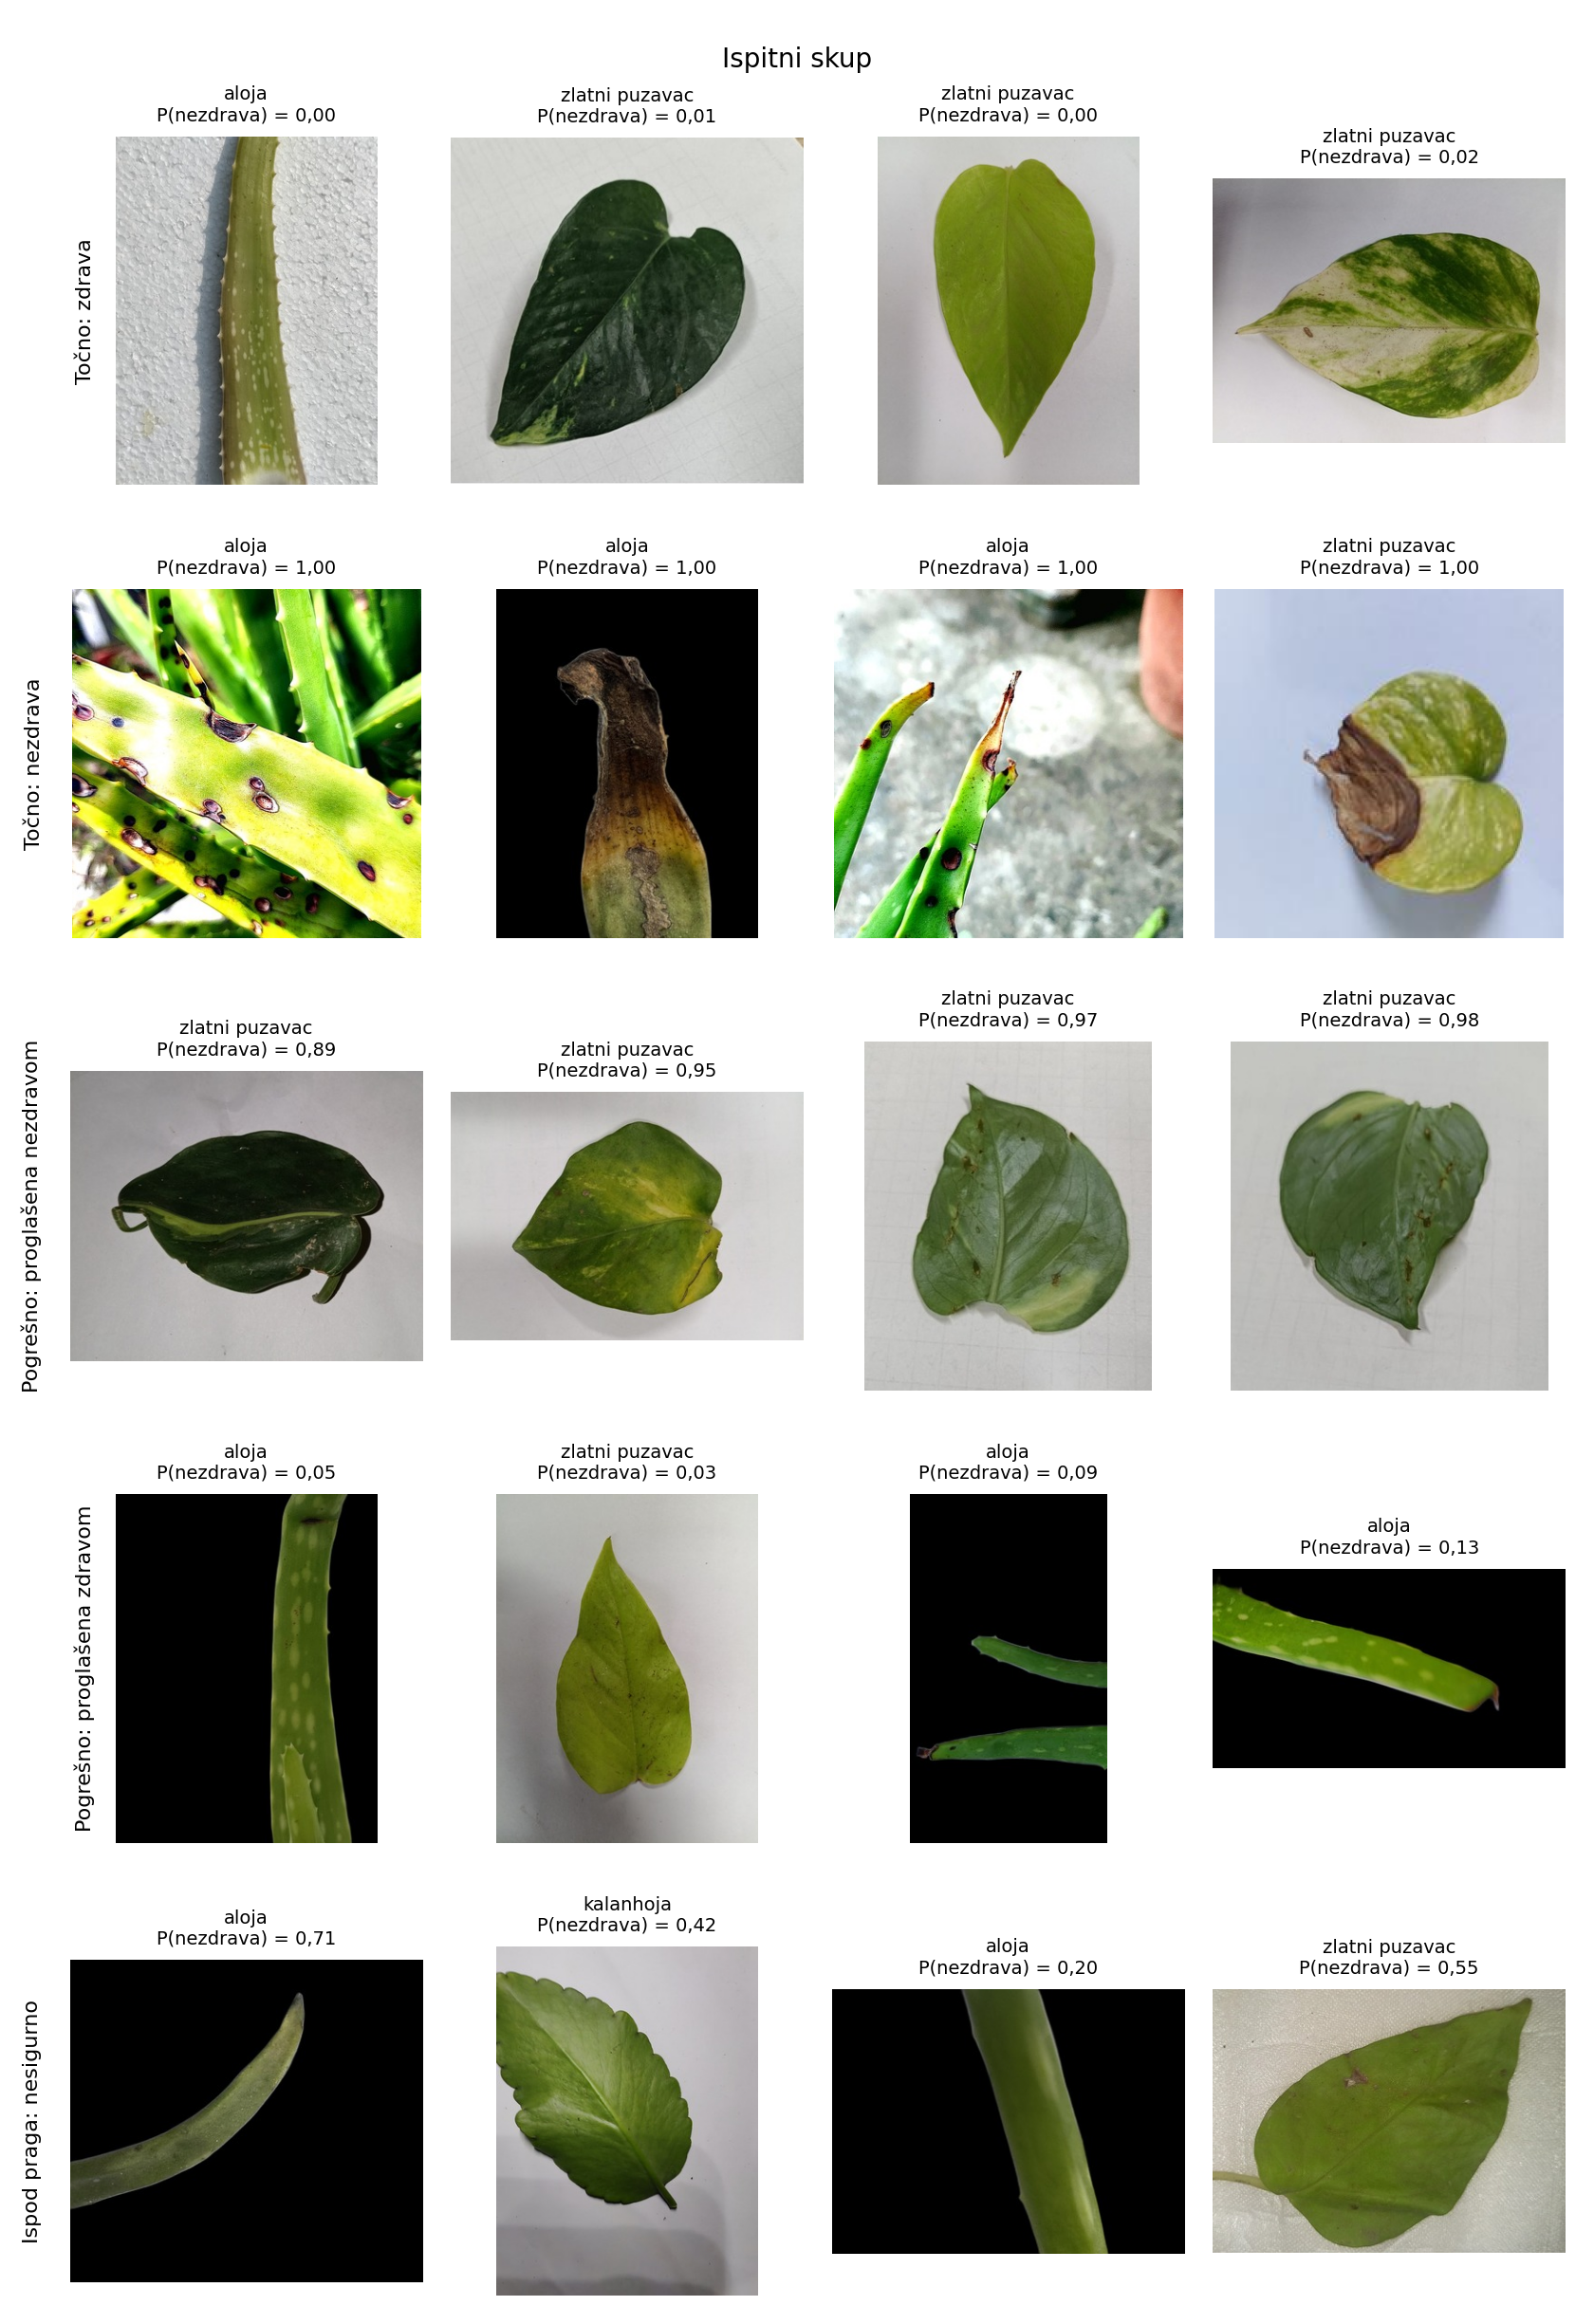 Ispitni skup
Točno: zdrava
aloja
P(nezdrava) = 0,00
zlatni puzavac
P(nezdrava) = 0,01
zlatni puzavac
P(nezdrava) = 0,00
zlatni puzavac
P(nezdrava) = 0,02
Točno: nezdrava
aloja
P(nezdrava) = 1,00
aloja
P(nezdrava) = 1,00
aloja
P(nezdrava) = 1,00
zlatni puzavac
P(nezdrava) = 1,00
Pogrešno: proglašena nezdravom
zlatni puzavac
P(nezdrava) = 0,89
zlatni puzavac
P(nezdrava) = 0,95
zlatni puzavac
P(nezdrava) = 0,97
zlatni puzavac
P(nezdrava) = 0,98
Pogrešno: proglašena zdravom
aloja
P(nezdrava) = 0,05
zlatni puzavac
P(nezdrava) = 0,03
aloja
P(nezdrava) = 0,09
aloja
P(nezdrava) = 0,13
Ispod praga: nesigurno
aloja
P(nezdrava) = 0,71
kalanhoja
P(nezdrava) = 0,42
aloja
P(nezdrava) = 0,20
zlatni puzavac
P(nezdrava) = 0,55